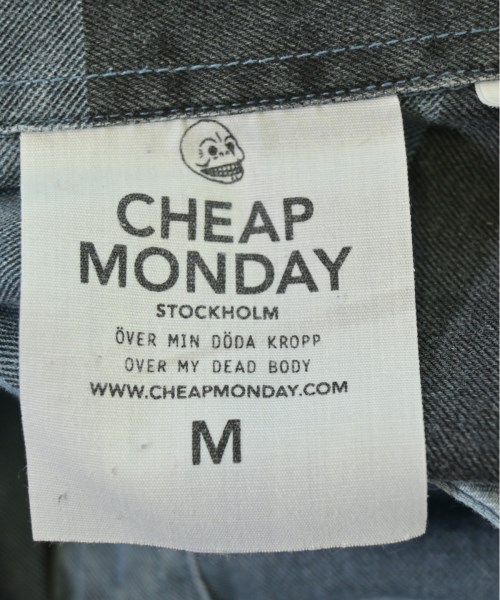 CHEAP
MONDAY
STOCKHOLM
ÖVER MIN DÖDA KROPP
OVER MY DEAD BODY
WWW.CHEAPMONDAY.COM
M